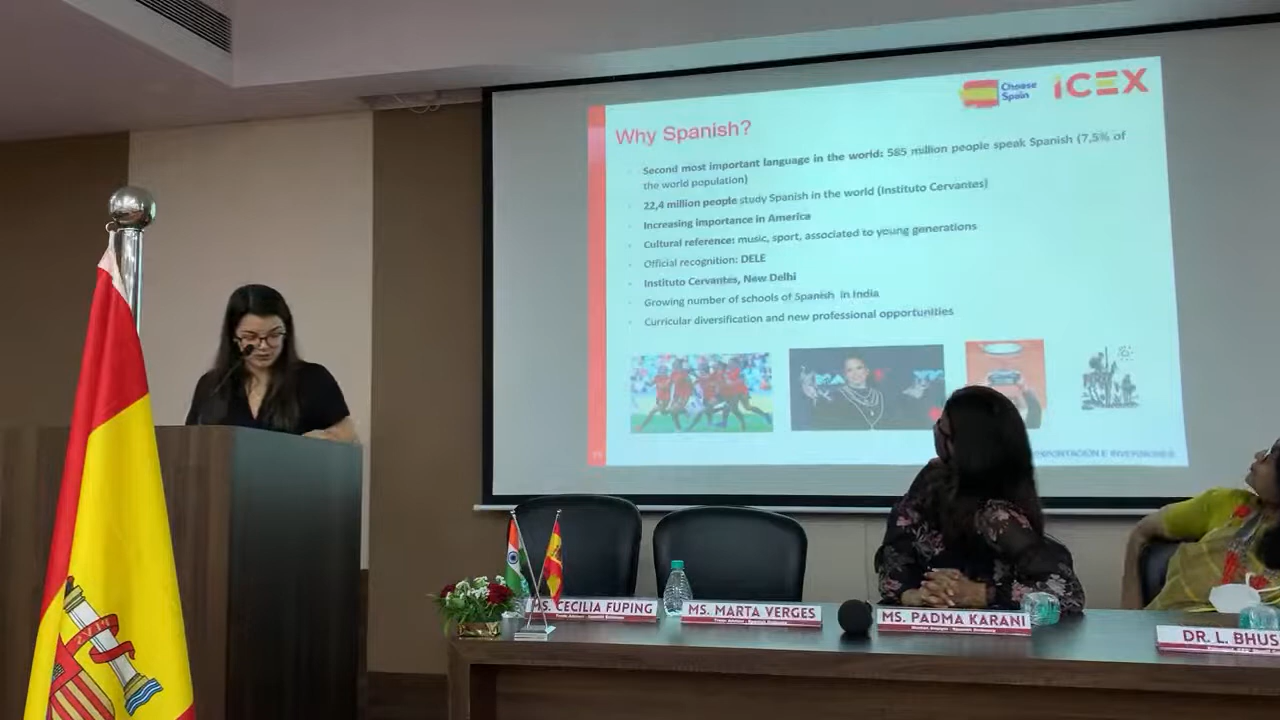 Choose
Spain
iCEX
Why Spanish?
Second most important language in the world: 585 million people speak Spanish (7,5% of
the world population)
22,4 million people study Spanish in the world (Instituto Cervantes)
Increasing importance in America
Cultural reference: music, sport, associated to young generations
Official recognition: DELE
Instituto Cervantes, New Delhi
Growing number of schools of Spanish in India
Curricular diversification and new professional opportunities
PORTACIÓN E INVERSIONES
MS. CECILIA FUPING
MS. MARTA VERGES
MS. PADMA KARANI
DR. L. BHUS
PLVS